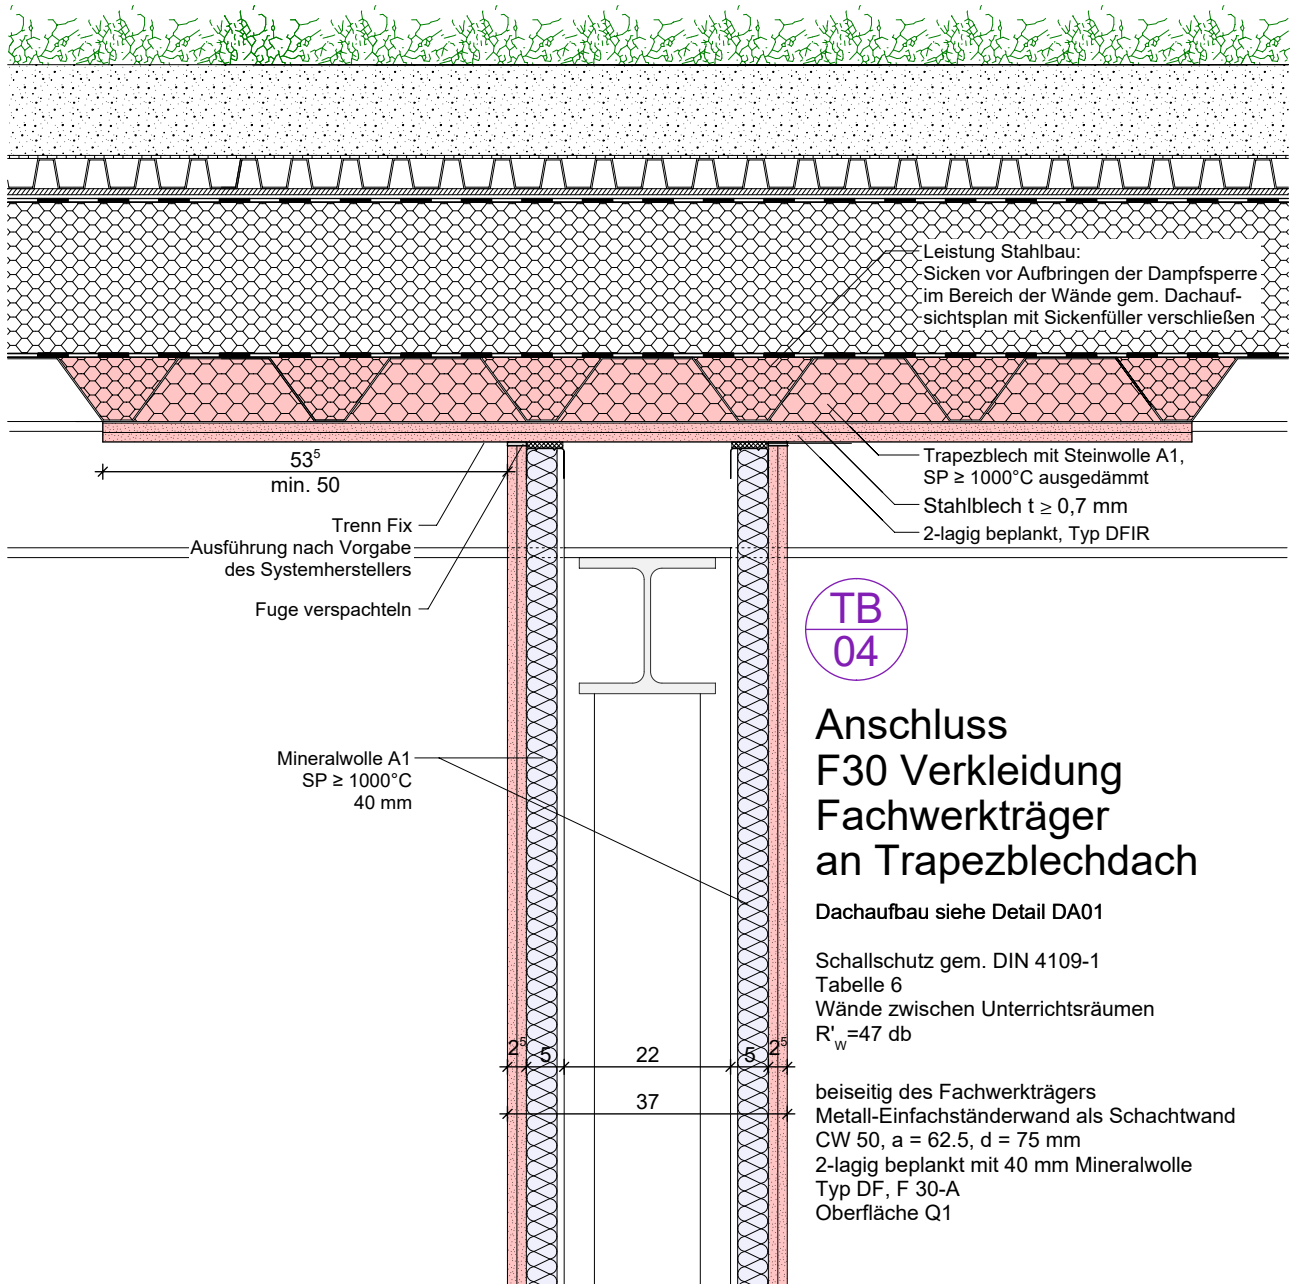 Leistung Stahlbau:
Sicken vor Aufbringen der Dampfsperre
im Bereich der Wände gem. Dachauf-
sichtsplan mit Sickenfüller verschließen
53⁵
min. 50
Trenn Fix
Ausführung nach Vorgabe
des Systemherstellers
Fuge verspachteln
Trapezblech mit Steinwolle A1,
SP ≥ 1000°C ausgedämmt
Stahlblech t ≥ 0,7 mm
2-lagig beplankt, Typ DFIR
TB
04
Mineralwolle A1
SP ≥ 1000°C
40 mm
Anschluss
F30 Verkleidung
Fachwerkträger
an Trapezblechdach
Dachaufbau siehe Detail DA01
Schallschutz gem. DIN 4109-1
Tabelle 6
Wände zwischen Unterrichtsräumen
R'w=47 db
2⁵ 5 22 5 2⁵
37
beiseitig des Fachwerkträgers
Metall-Einfachständerwand als Schachtwand
CW 50, a = 62.5, d = 75 mm
2-lagig beplankt mit 40 mm Mineralwolle
Typ DF, F 30-A
Oberfläche Q1